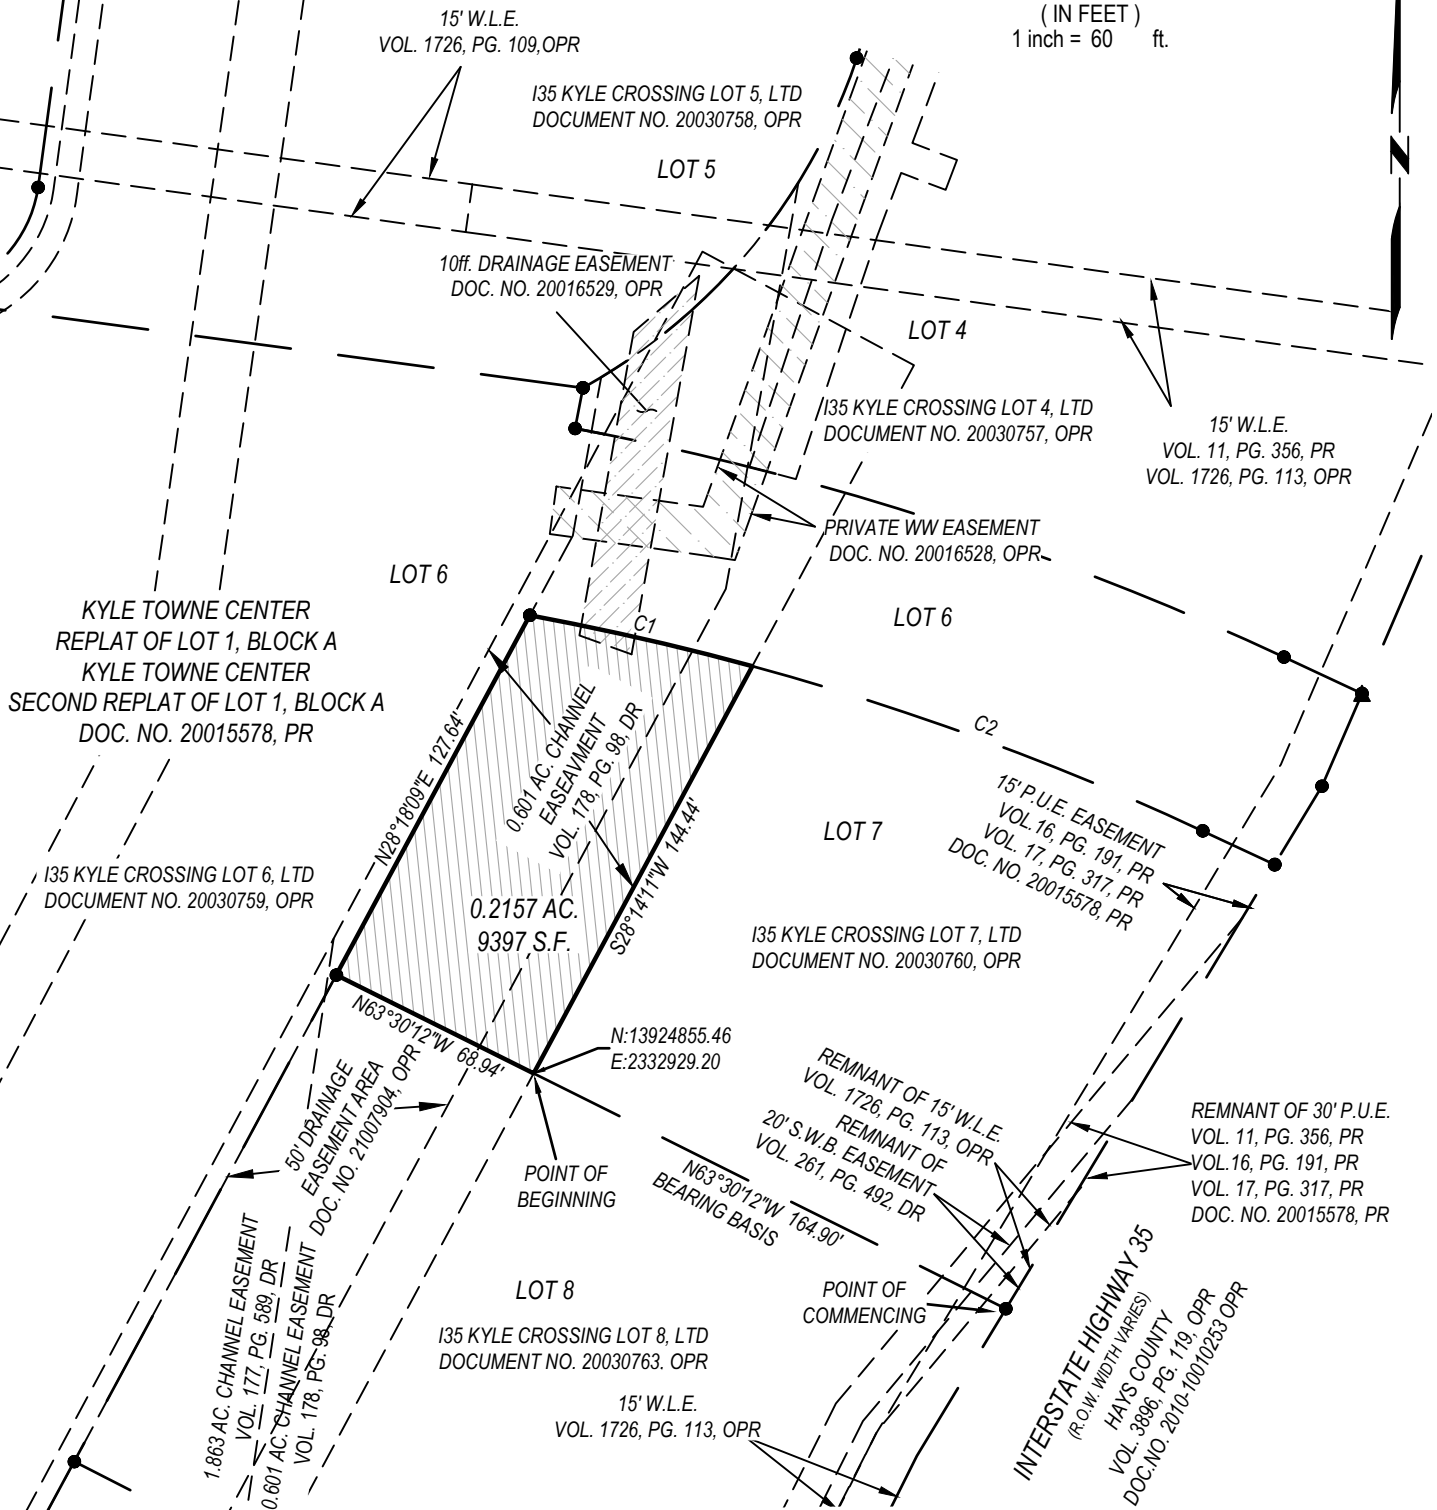 ( IN FEET )
1 inch = 60 ft.
N
15' W.L.E.
VOL. 1726, PG. 109,OPR
I35 KYLE CROSSING LOT 5, LTD
DOCUMENT NO. 20030758, OPR
LOT 5
10ff. DRAINAGE EASEMENT
DOC. NO. 20016529, OPR
LOT 4
I35 KYLE CROSSING LOT 4, LTD
DOCUMENT NO. 20030757, OPR
15' W.L.E.
VOL. 11, PG. 356, PR
VOL. 1726, PG. 113, OPR
PRIVATE WW EASEMENT
DOC. NO. 20016528, OPR
LOT 6
LOT 6
KYLE TOWNE CENTER
REPLAT OF LOT 1, BLOCK A
KYLE TOWNE CENTER
SECOND REPLAT OF LOT 1, BLOCK A
DOC. NO. 20015578, PR
C1
C2
N28°18'09"E 127.64'
0.601 AC. CHANNEL
EASEAVMENT
VOL. 178, PG. 98, DR
S28°14'11"W 144.44'
LOT 7
15' P.U.E. EASEMENT
VOL.16, PG. 191, PR
VOL. 17, PG. 317, PR
DOC. NO. 20015578, PR
I35 KYLE CROSSING LOT 6, LTD
DOCUMENT NO. 20030759, OPR
0.2157 AC.
9397 S.F.
I35 KYLE CROSSING LOT 7, LTD
DOCUMENT NO. 20030760, OPR
N63°30'12"W 68.94'
N:13924855.46
E:2332929.20
50' DRAINAGE
EASEMENT AREA
DOC. NO. 21007904, OPR
POINT OF
BEGINNING
N63°30'12"W 164.90'
BEARING BASIS
REMNANT OF 15' W.L.E.
VOL. 1726, PG. 113, OPR
REMNANT OF
20' S.W.B. EASEMENT
VOL. 261, PG. 492, DR
REMNANT OF 30' P.U.E.
VOL. 11, PG. 356, PR
VOL.16, PG. 191, PR
VOL. 17, PG. 317, PR
DOC. NO. 20015578, PR
1.863 AC. CHANNEL EASEMENT
VOL. 177, PG. 589, DR
0.601 AC. CHANNEL EASEMENT
VOL. 178, PG. 98, DR
LOT 8
I35 KYLE CROSSING LOT 8, LTD
DOCUMENT NO. 20030763. OPR
POINT OF
COMMENCING
15' W.L.E.
VOL. 1726, PG. 113, OPR
INTERSTATE HIGHWAY 35
(R.O.W. WIDTH VARIES)
HAYS COUNTY
VOL. 3896, PG. 119, OPR
DOC.NO. 2010-10010253 OPR